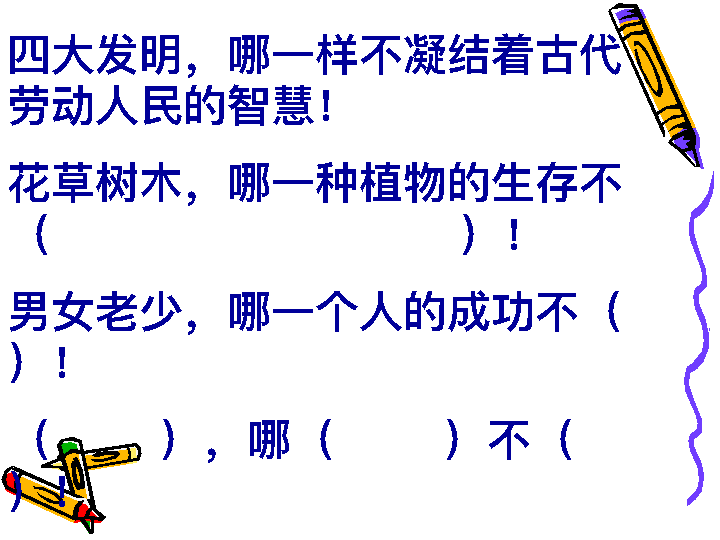 四大发明，哪一样不凝结着古代
劳动人民的智慧！
花草树木，哪一种植物的生存不
（ ）！
男女老少，哪一个人的成功不（
）！
（ ），哪（ ）不（
）！